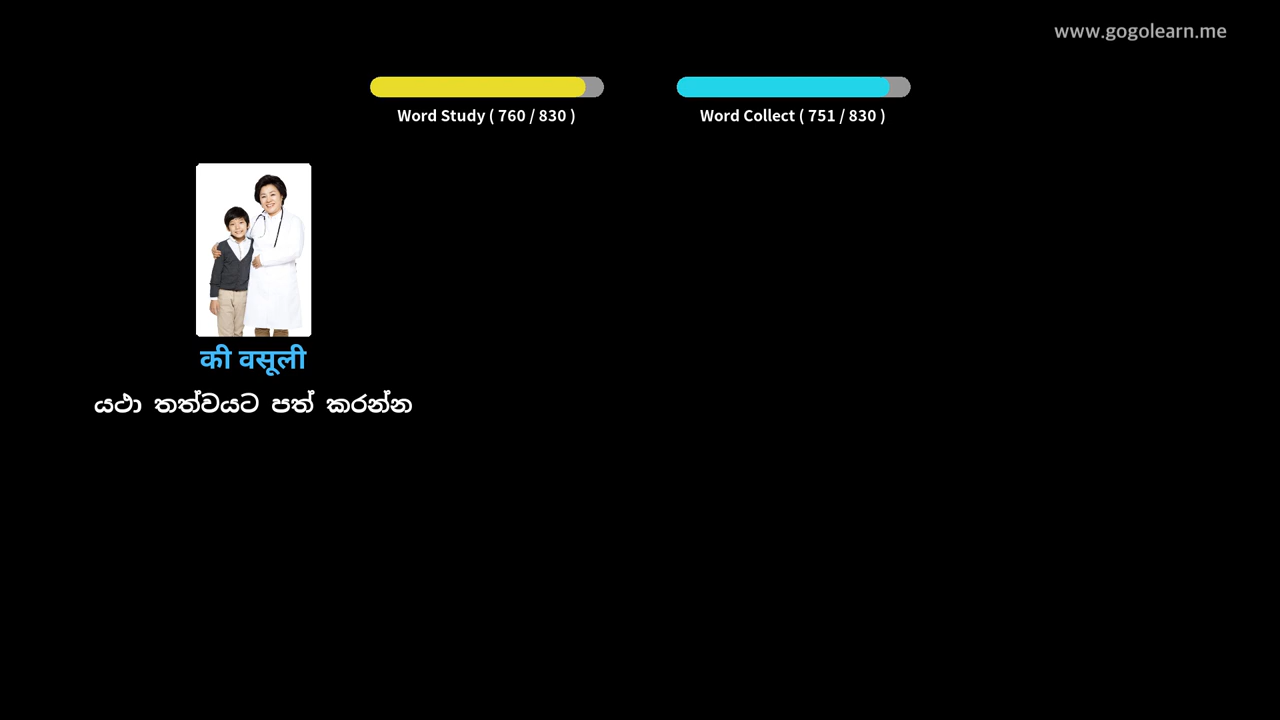 www.gogolearn.me
Word Study ( 760 / 830 )
Word Collect ( 751 / 830 )
की वसूली
යථා තත්වයට පත් කරන්න